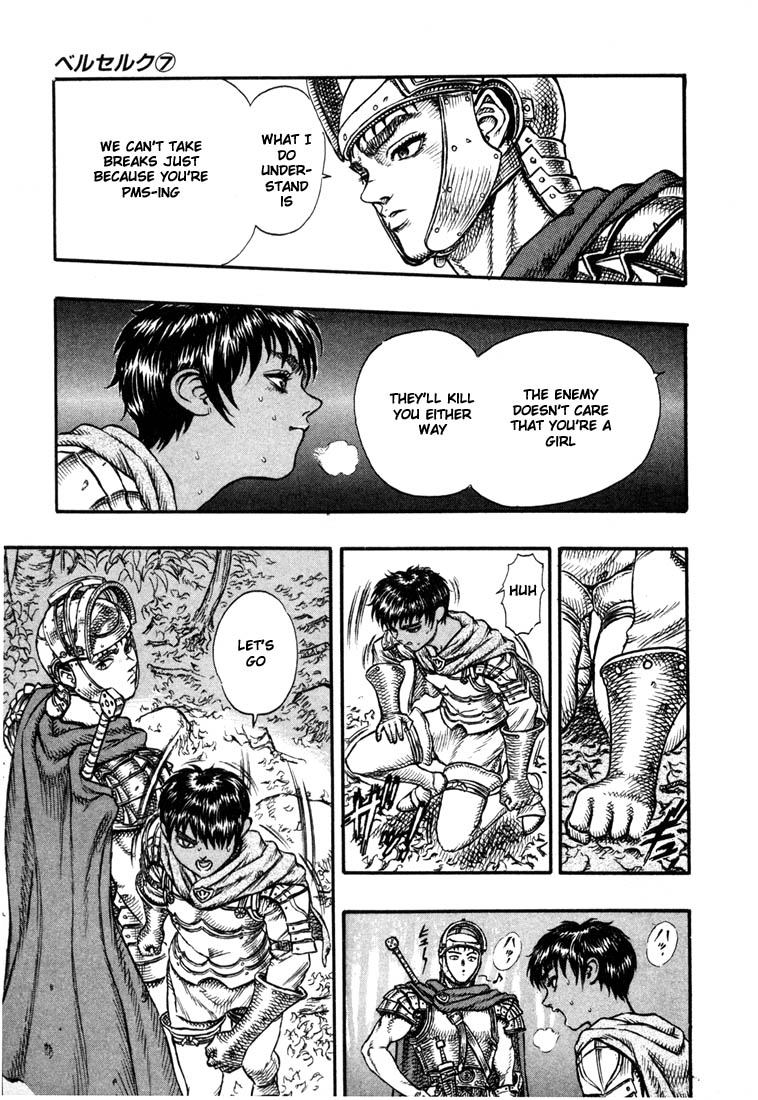 ベルセルク⑦
WHAT I
DO
UNDER-
STAND
IS
WE CAN'T TAKE
BREAKS JUST
BECAUSE YOU'RE
PMS-ING
THE ENEMY
DOESN'T CARE
THAT YOU'RE A
GIRL
THEY'LL KILL
YOU EITHER
WAY
HUH
LET'S
GO